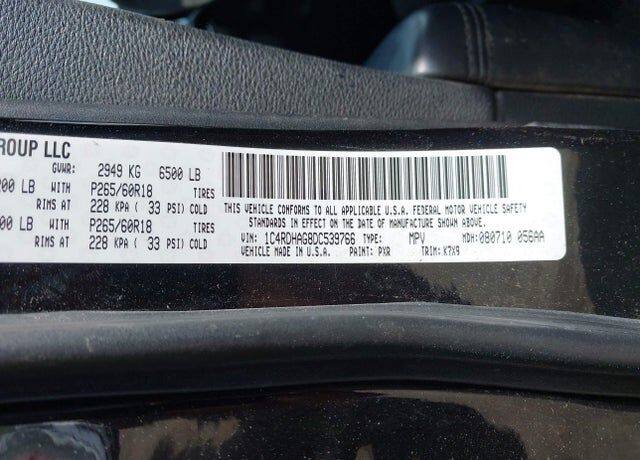 ROUP LLC
GVWR: 2949 KG 6500 LB
00 LB WITH P265/60R18 TIRES
RIMS AT 228 KPA ( 33 PSI) COLD
00 LB WITH P265/60R18 TIRES
RIMS AT 228 KPA ( 33 PSI) COLD
THIS VEHICLE CONFORMS TO ALL APPLICABLE U.S.A. FEDERAL MOTOR VEHICLE SAFETY
STANDARDS IN EFFECT ON THE DATE OF MANUFACTURE SHOWN ABOVE.
VIN: 1C4RDHAG8DC539766 TYPE: MPV MDH:080710 056AA
VEHICLE MADE IN U.S.A. PAINT: PXR TRIM: K7X9